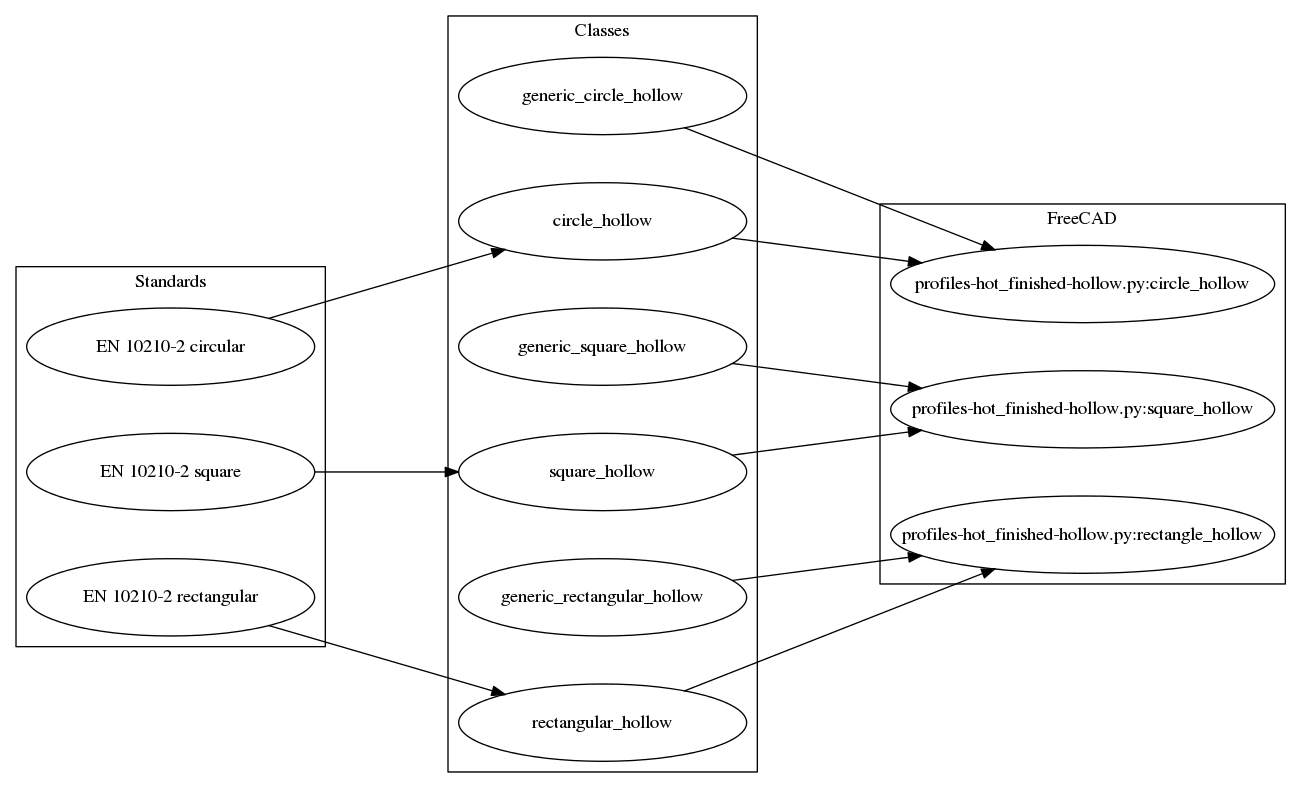 Standards
EN 10210-2 circular
EN 10210-2 square
EN 10210-2 rectangular
Classes
generic_circle_hollow
circle_hollow
generic_square_hollow
square_hollow
generic_rectangular_hollow
rectangular_hollow
FreeCAD
profiles-hot_finished-hollow.py:circle_hollow
profiles-hot_finished-hollow.py:square_hollow
profiles-hot_finished-hollow.py:rectangle_hollow